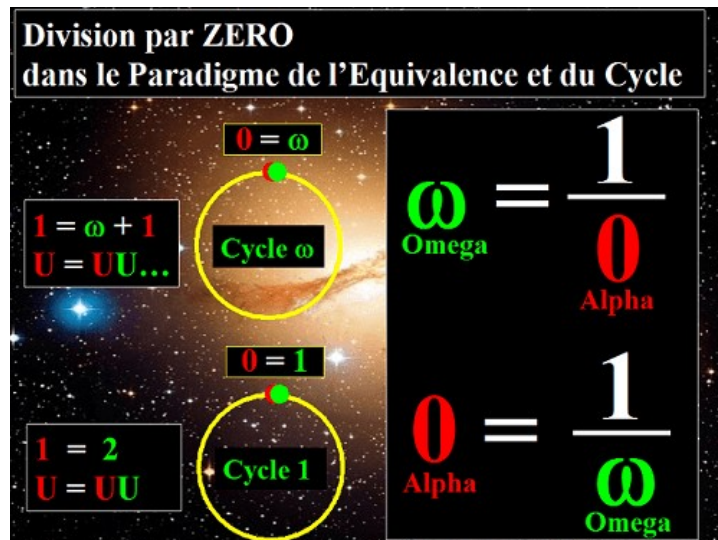 Division par ZERO
dans le Paradigme de l'Equivalence et du Cycle
0 = ω
1 = ω + 1
U = UU...
Cycle ω
0 = 1
1 = 2
U = UU
Cycle 1
ω = 1
Omega
0
Alpha
0 = 1
Alpha
ω
Omega